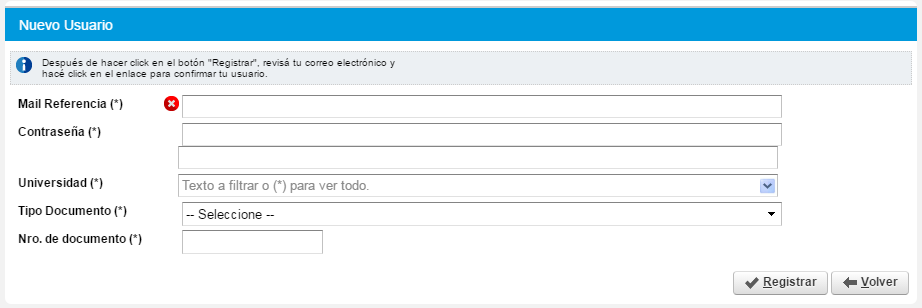 Nuevo Usuario
Después de hacer click en el botón "Registrar", revisá tu correo electrónico y
hacé click en el enlace para confirmar tu usuario.
Mail Referencia (*)
Contraseña (*)
Universidad (*) Texto a filtrar o (*) para ver todo.
Tipo Documento (*) -- Seleccione --
Nro. de documento (*)
Registrar Volver